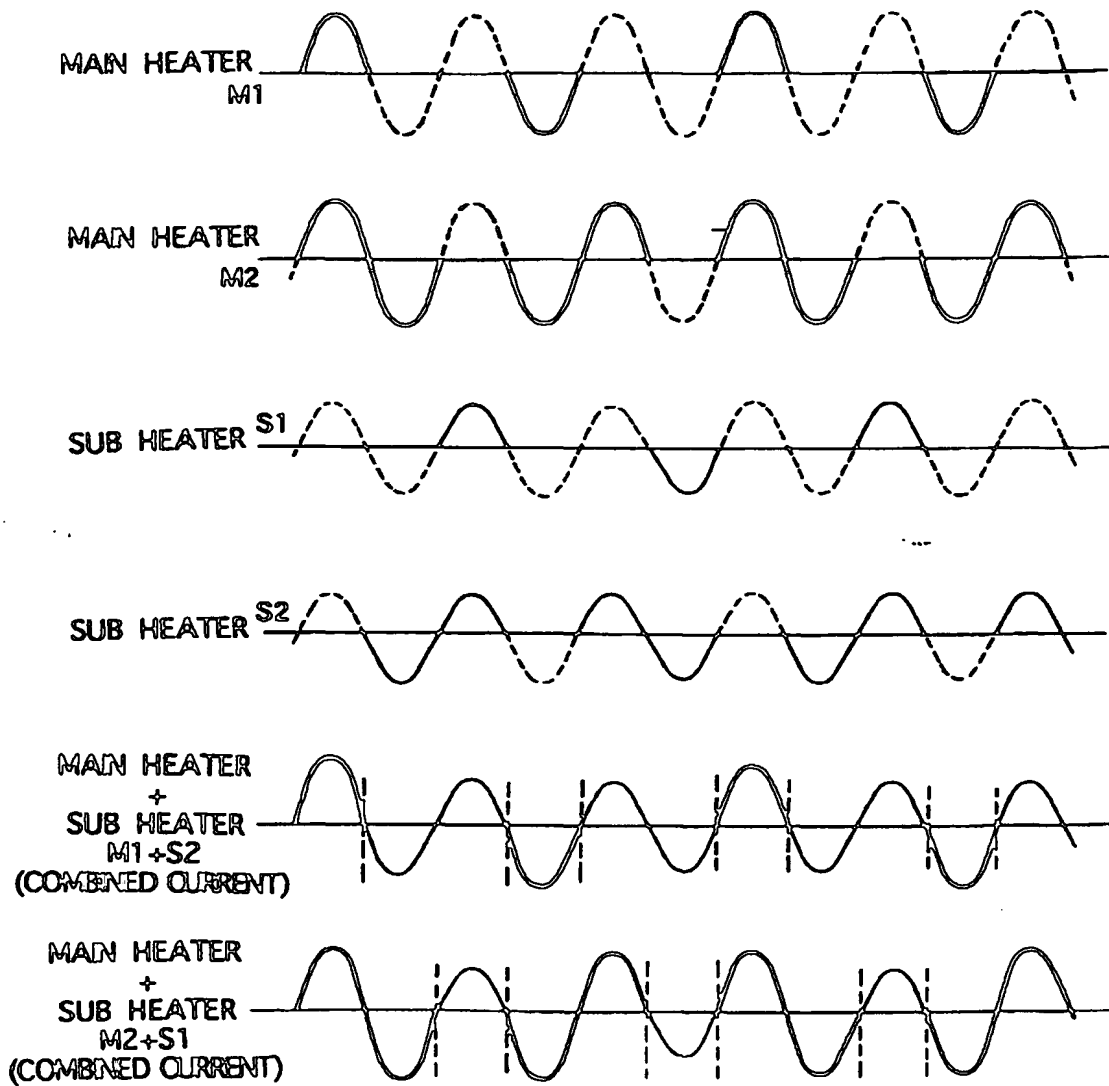 MAIN HEATER
M1
MAIN HEATER
M2
SUB HEATER S1
SUB HEATER S2
MAIN HEATER
+
SUB HEATER
M1+S2
(COMBINED CURRENT)
MAIN HEATER
+
SUB HEATER
M2+S1
(COMBINED CURRENT)